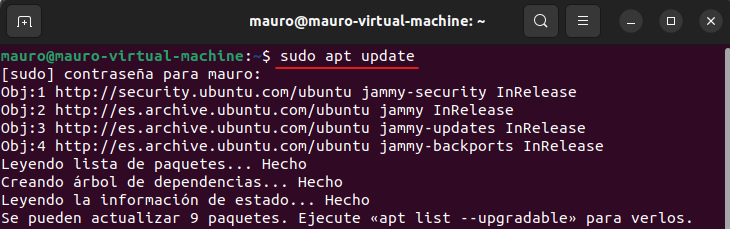 mauro@mauro-virtual-machine: ~
mauro@mauro-virtual-machine:~$ sudo apt update
[sudo] contraseña para mauro:
Obj:1 http://security.ubuntu.com/ubuntu jammy-security InRelease
Obj:2 http://es.archive.ubuntu.com/ubuntu jammy InRelease
Obj:3 http://es.archive.ubuntu.com/ubuntu jammy-updates InRelease
Obj:4 http://es.archive.ubuntu.com/ubuntu jammy-backports InRelease
Leyendo lista de paquetes... Hecho
Creando árbol de dependencias... Hecho
Leyendo la información de estado... Hecho
Se pueden actualizar 9 paquetes. Ejecute «apt list --upgradable» para verlos.